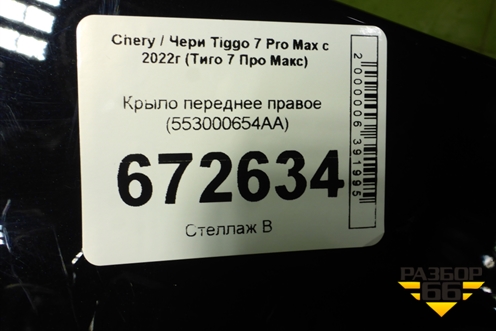 Chery / Чери Tiggo 7 Pro Max с
2022г (Тиго 7 Про Макс)
Крыло переднее правое
(553000654AA)
672634
Стеллаж В
2000006391995
РАЗБОР
66